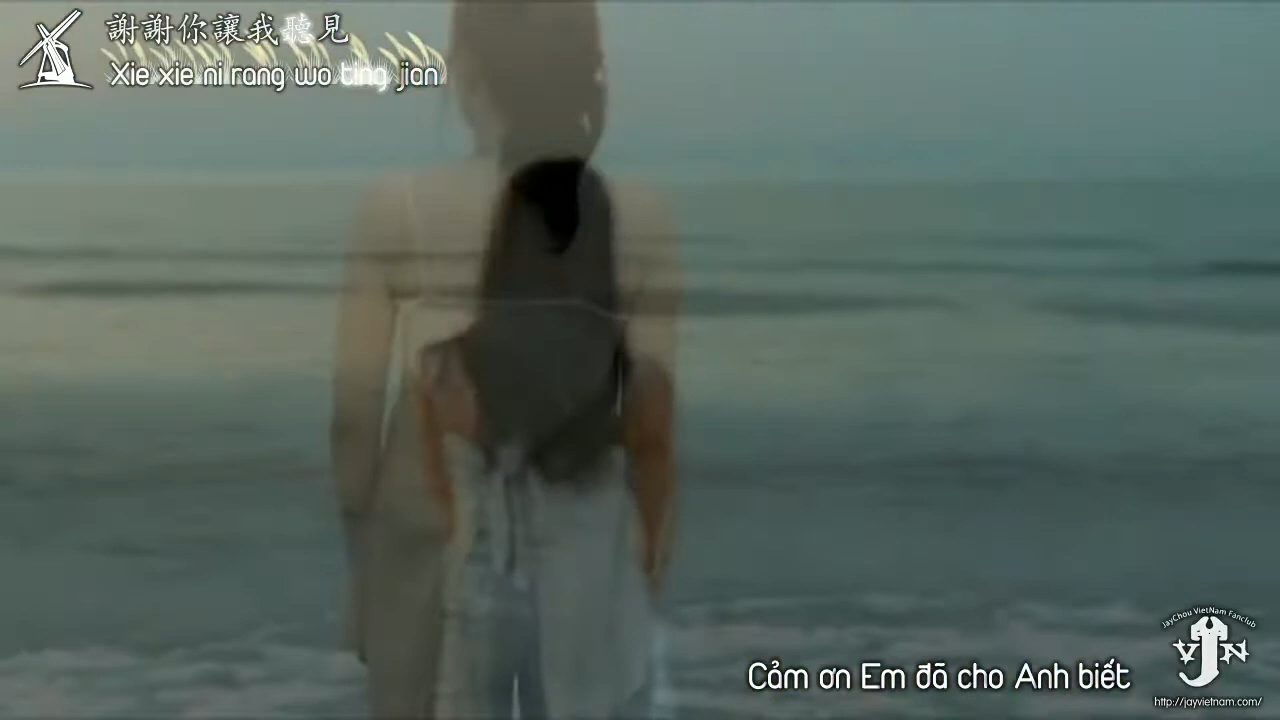 謝謝你讓我聽見
Xie xie ni rang wo ting jian
Cảm ơn Em đã cho Anh biết
JayChou VietNam Fanclub
VJN
http://jayvietnam.com/